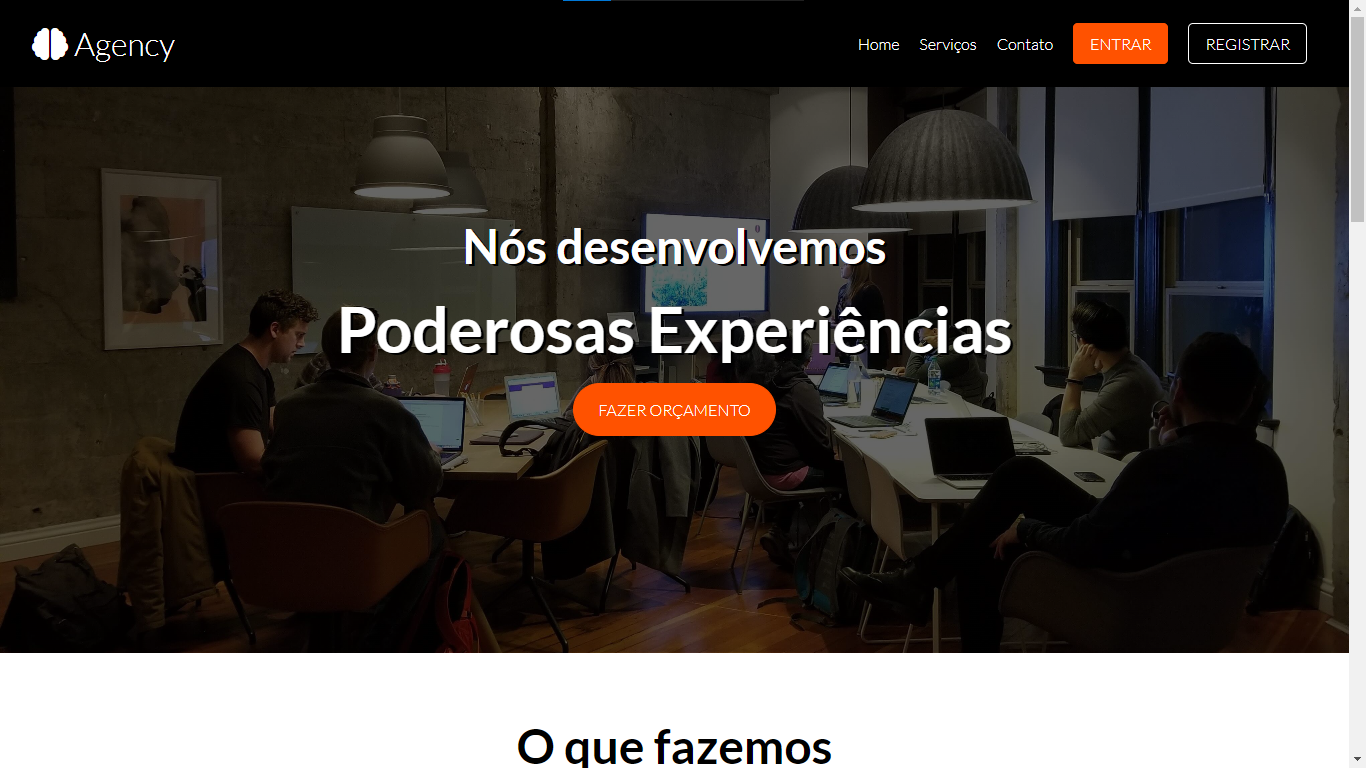 Agency
Home
Serviços
Contato
ENTRAR
REGISTRAR
Nós desenvolvemos
Poderosas Experiências
FAZER ORÇAMENTO
O que fazemos